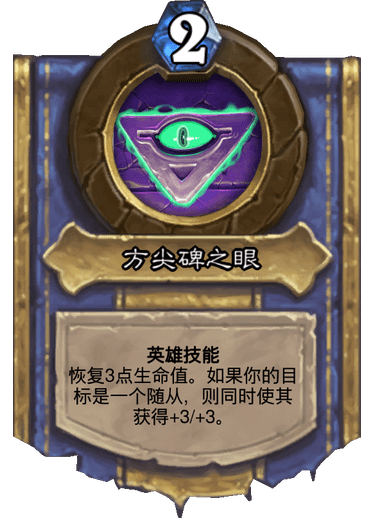 2
方尖碑之眼
英雄技能
恢复3点生命值。如果你的目
标是一个随从，则同时使其
获得+3/+3。